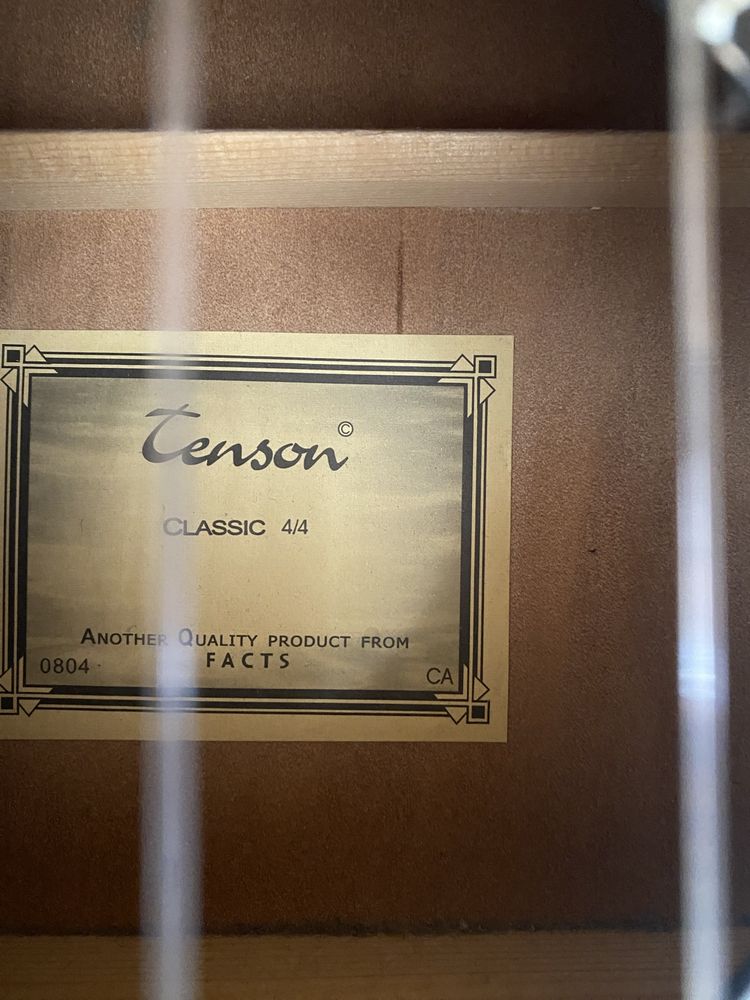 Tenson©
CLASSIC 4/4
ANOTHER QUALITY PRODUCT FROM
FACTS
0804
CA